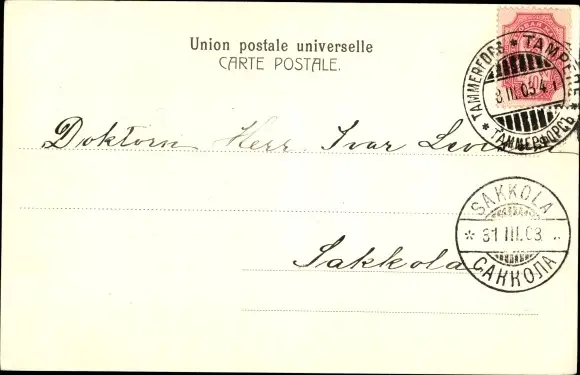 Union postale universelle
CARTE POSTALE.
TAMMERFORS * TAMPERE * ТАММЕРФОРСЪ *
III.03
Doktorn Herr Ivar
SAKKOLA
31 III.03
САККОЛА
Sakkola